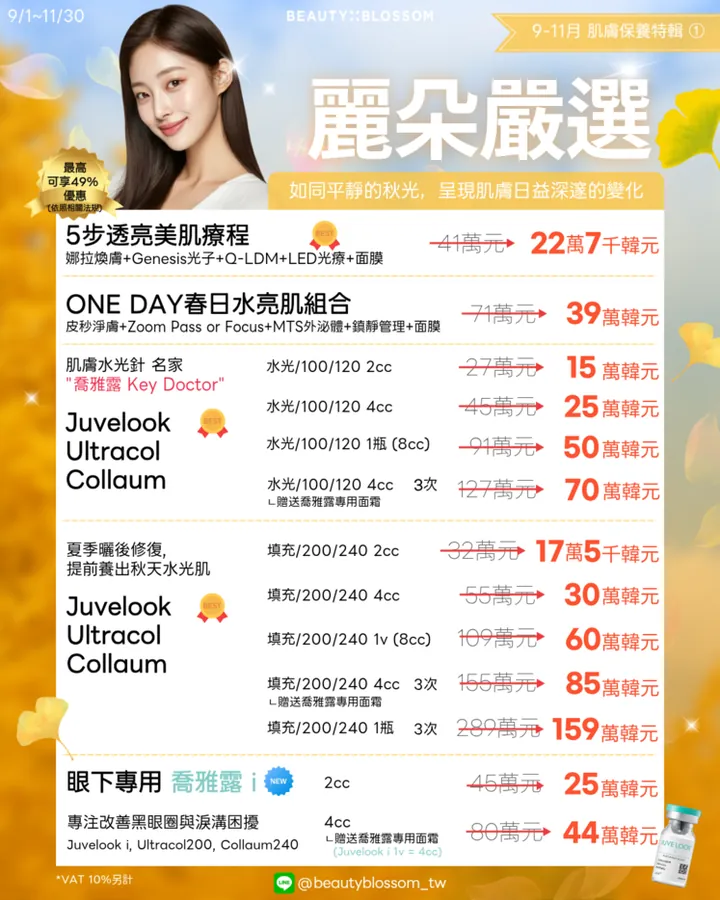 9/1~11/30
BEAUTY::BLOSSOM
9-11月 肌膚保養特輯 ①
麗朵嚴選
如同平靜的秋光，呈現肌膚日益深邃的變化
最高
可享49%
優惠
(依照相關法規)
5步透亮美肌療程 BEST 41萬元 22萬7千韓元
娜拉煥膚+Genesis光子+Q-LDM+LED光療+面膜
ONE DAY春日水亮肌組合 71萬元 39萬韓元
皮秒淨膚+Zoom Pass or Focus+MTS外泌體+鎮靜管理+面膜
肌膚水光針 名家
"喬雅露 Key Doctor"
Juvelook BEST
Ultracol
Collaum
水光/100/120 2cc 27萬元 15萬韓元
水光/100/120 4cc 45萬元 25萬韓元
水光/100/120 1瓶 (8cc) 91萬元 50萬韓元
水光/100/120 4cc 3次 127萬元 70萬韓元
ㄴ贈送喬雅露專用面霜
夏季曬後修復,
提前養出秋天水光肌
Juvelook BEST
Ultracol
Collaum
填充/200/240 2cc 32萬元 17萬5千韓元
填充/200/240 4cc 55萬元 30萬韓元
填充/200/240 1v (8cc) 109萬元 60萬韓元
填充/200/240 4cc 3次 155萬元 85萬韓元
ㄴ贈送喬雅露專用面霜
填充/200/240 1瓶 3次 289萬元 159萬韓元
眼下專用 喬雅露 i NEW
專注改善黑眼圈與淚溝困擾
Juvelook i, Ultracol200, Collaum240
2cc 45萬元 25萬韓元
4cc 80萬元 44萬韓元
ㄴ贈送喬雅露專用面霜
(Juvelook i 1v = 4cc)
JUVELOOK
*VAT 10%另計
LINE @beautyblossom_tw